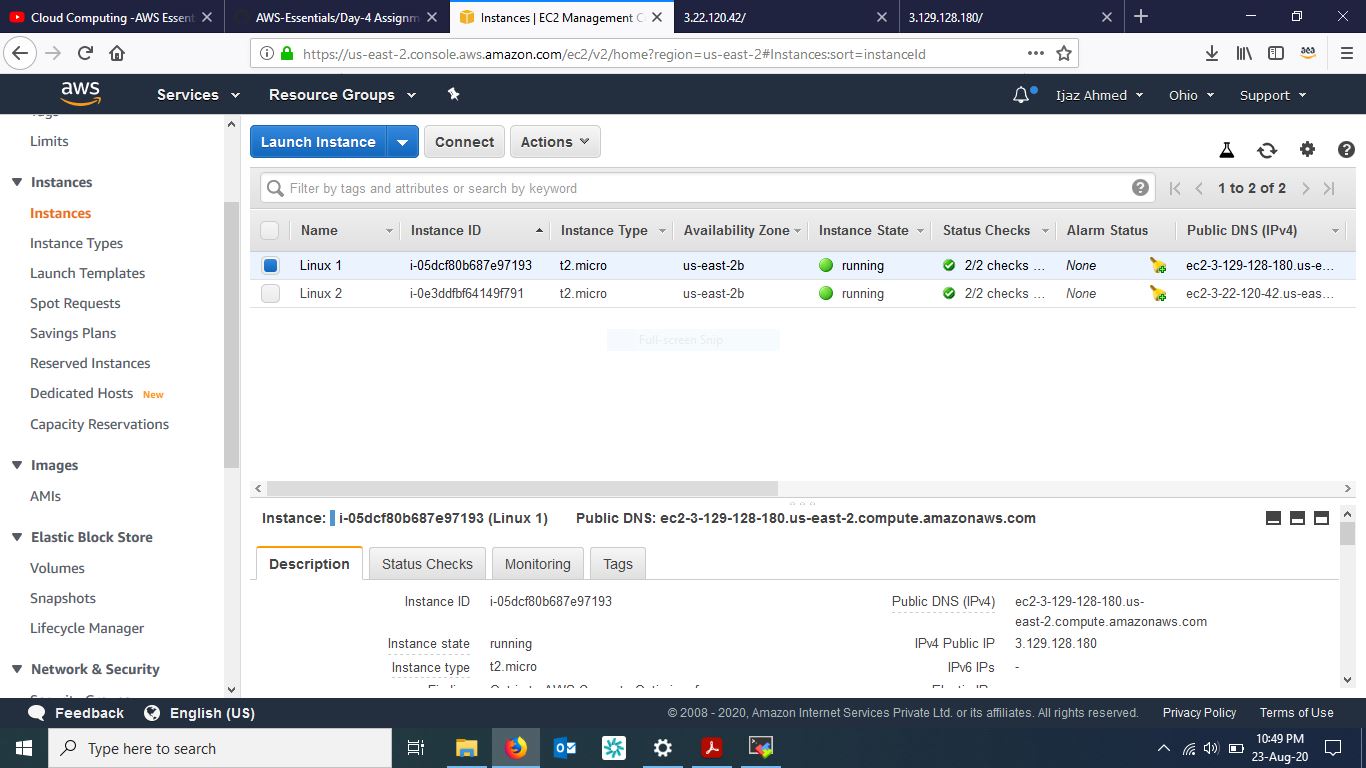 Cloud Computing -AWS Essent
AWS-Essentials/Day-4 Assignm
Instances | EC2 Management C
3.22.120.42/
3.129.128.180/
https://us-east-2.console.aws.amazon.com/ec2/v2/home?region=us-east-2#Instances:sort=instanceId
aws
Services
Resource Groups
Ijaz Ahmed
Ohio
Support
Limits
Instances
Instances
Instance Types
Launch Templates
Spot Requests
Savings Plans
Reserved Instances
Dedicated Hosts New
Capacity Reservations
Images
AMIs
Elastic Block Store
Volumes
Snapshots
Lifecycle Manager
Network & Security
Launch Instance
Connect
Actions
Filter by tags and attributes or search by keyword
1 to 2 of 2
Name Instance ID Instance Type Availability Zone Instance State Status Checks Alarm Status Public DNS (IPv4)
Linux 1 i-05dcf80b687e97193 t2.micro us-east-2b running 2/2 checks ... None ec2-3-129-128-180.us-e...
Linux 2 i-0e3ddfbf64149f791 t2.micro us-east-2b running 2/2 checks ... None ec2-3-22-120-42.us-eas...
Full-screen Snip
Instance: i-05dcf80b687e97193 (Linux 1) Public DNS: ec2-3-129-128-180.us-east-2.compute.amazonaws.com
Description
Status Checks
Monitoring
Tags
Instance ID i-05dcf80b687e97193
Instance state running
Instance type t2.micro
Public DNS (IPv4) ec2-3-129-128-180.us-
east-2.compute.amazonaws.com
IPv4 Public IP 3.129.128.180
IPv6 IPs -
Feedback
English (US)
© 2008 - 2020, Amazon Internet Services Private Ltd. or its affiliates. All rights reserved.
Privacy Policy
Terms of Use
Type here to search
10:49 PM
23-Aug-20